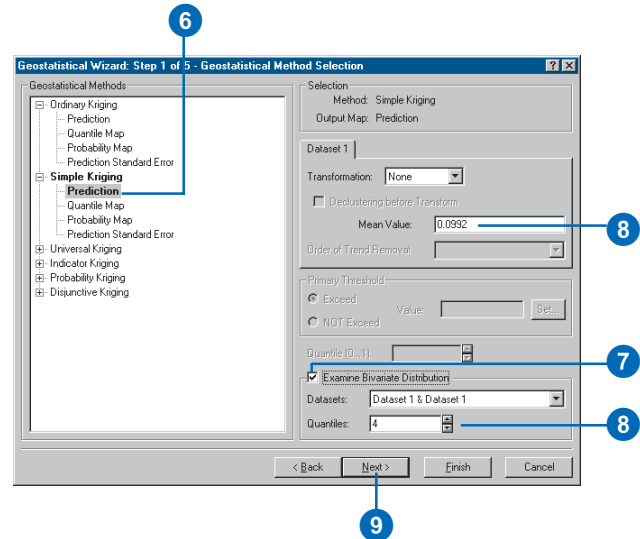 6
Geostatistical Wizard: Step 1 of 5 - Geostatistical Method Selection
Geostatistical Methods
Ordinary Kriging
Prediction
Quantile Map
Probability Map
Prediction Standard Error
Simple Kriging
Prediction
Quantile Map
Probability Map
Prediction Standard Error
Universal Kriging
Indicator Kriging
Probability Kriging
Disjunctive Kriging
Selection
Method: Simple Kriging
Output Map: Prediction
Dataset 1
Transformation: None
Declustering before Transform
Mean Value: 0.0992
8
Order of Trend Removal:
Primary Threshold
Exceed
NOT Exceed
Value:
Set...
Quantile (0...1):
7
Examine Bivariate Distribution
Datasets: Dataset 1 & Dataset 1
Quantiles: 4
8
< Back
Next >
Finish
Cancel
9